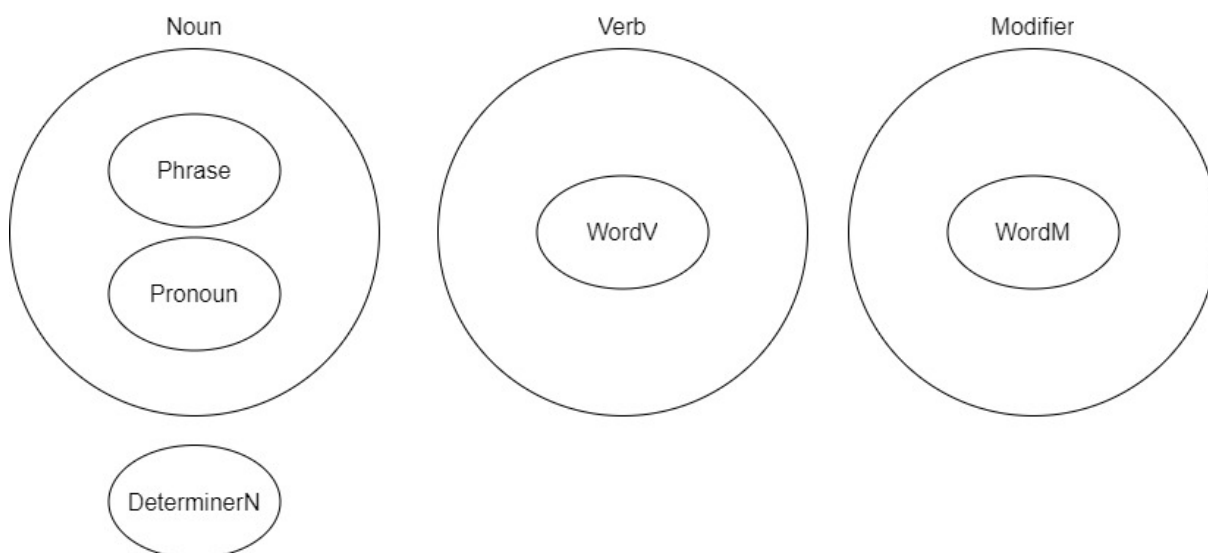 Noun
Verb
Modifier
Phrase
Pronoun
WordV
WordM
DeterminerN